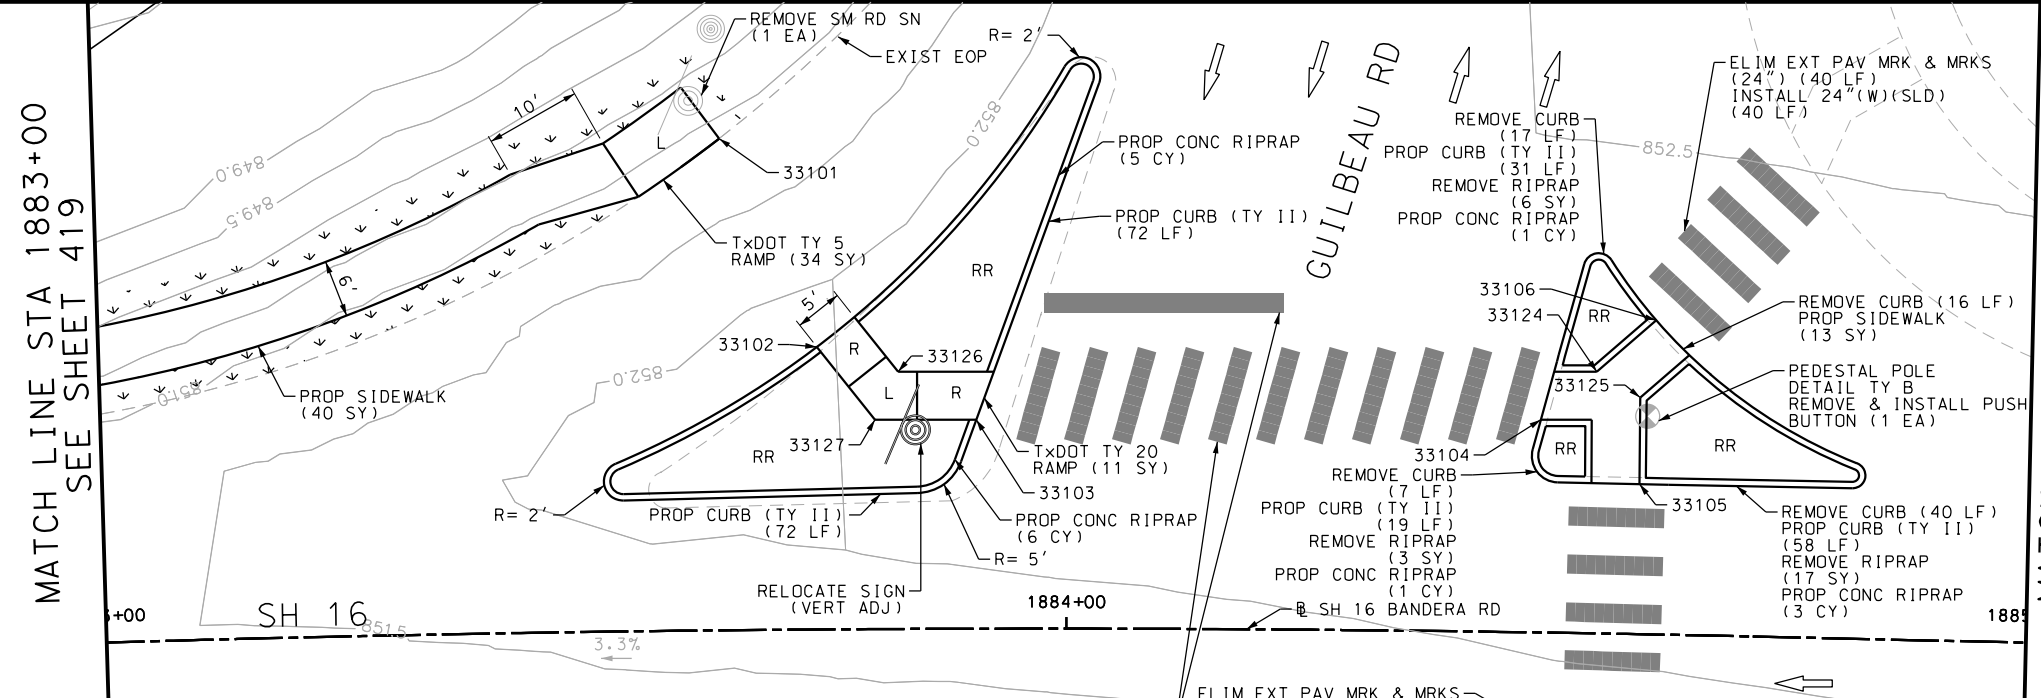 MATCH LINE STA 1883+00
SEE SHEET 419
REMOVE SM RD SN
(1 EA)
EXIST EOP
R= 2'
10'
L
33101
849.0
849.5
6'
TxDOT TY 5
RAMP (34 SY)
PROP SIDEWALK
(40 SY)
851.0
852.0
PROP CONC RIPRAP
(5 CY)
PROP CURB (TY II)
(72 LF)
RR
5'
33102
R
33126
L
R
852.0
33127
RR
TxDOT TY 20
RAMP (11 SY)
33103
R= 2'
PROP CURB (TY II)
(72 LF)
PROP CONC RIPRAP
(6 CY)
R= 5'
RELOCATE SIGN
(VERT ADJ)
GUILBEAU RD
REMOVE CURB
(17 LF)
PROP CURB (TY II)
(31 LF)
REMOVE RIPRAP
(6 SY)
PROP CONC RIPRAP
(1 CY)
ELIM EXT PAV MRK & MRKS
(24") (40 LF)
INSTALL 24"(W)(SLD)
(40 LF)
852.5
33106
33124
RR
REMOVE CURB (16 LF)
PROP SIDEWALK
(13 SY)
33125
PEDESTAL POLE
DETAIL TY B
REMOVE & INSTALL PUSH
BUTTON (1 EA)
33104
RR
RR
REMOVE CURB
(7 LF)
PROP CURB (TY II)
(19 LF)
REMOVE RIPRAP
(3 SY)
PROP CONC RIPRAP
(1 CY)
33105
REMOVE CURB (40 LF)
PROP CURB (TY II)
(58 LF)
REMOVE RIPRAP
(17 SY)
PROP CONC RIPRAP
(3 CY)
+00
SH 16
851.5
1884+00
℄ SH 16 BANDERA RD
1885
3.3%
ELIM EXT PAV MRK & MRKS